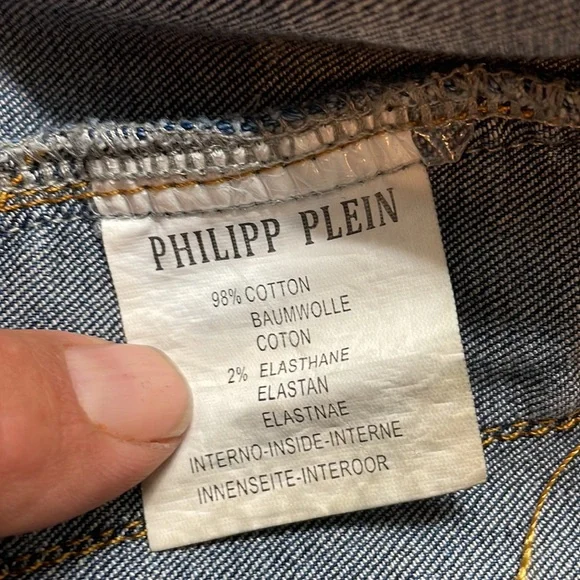 PHILIPP PLEIN
98% COTTON
BAUMWOLLE
COTON
2% ELASTHANE
ELASTAN
ELASTNAE
INTERNO-INSIDE-INTERNE
INNENSEITE-INTEROOR